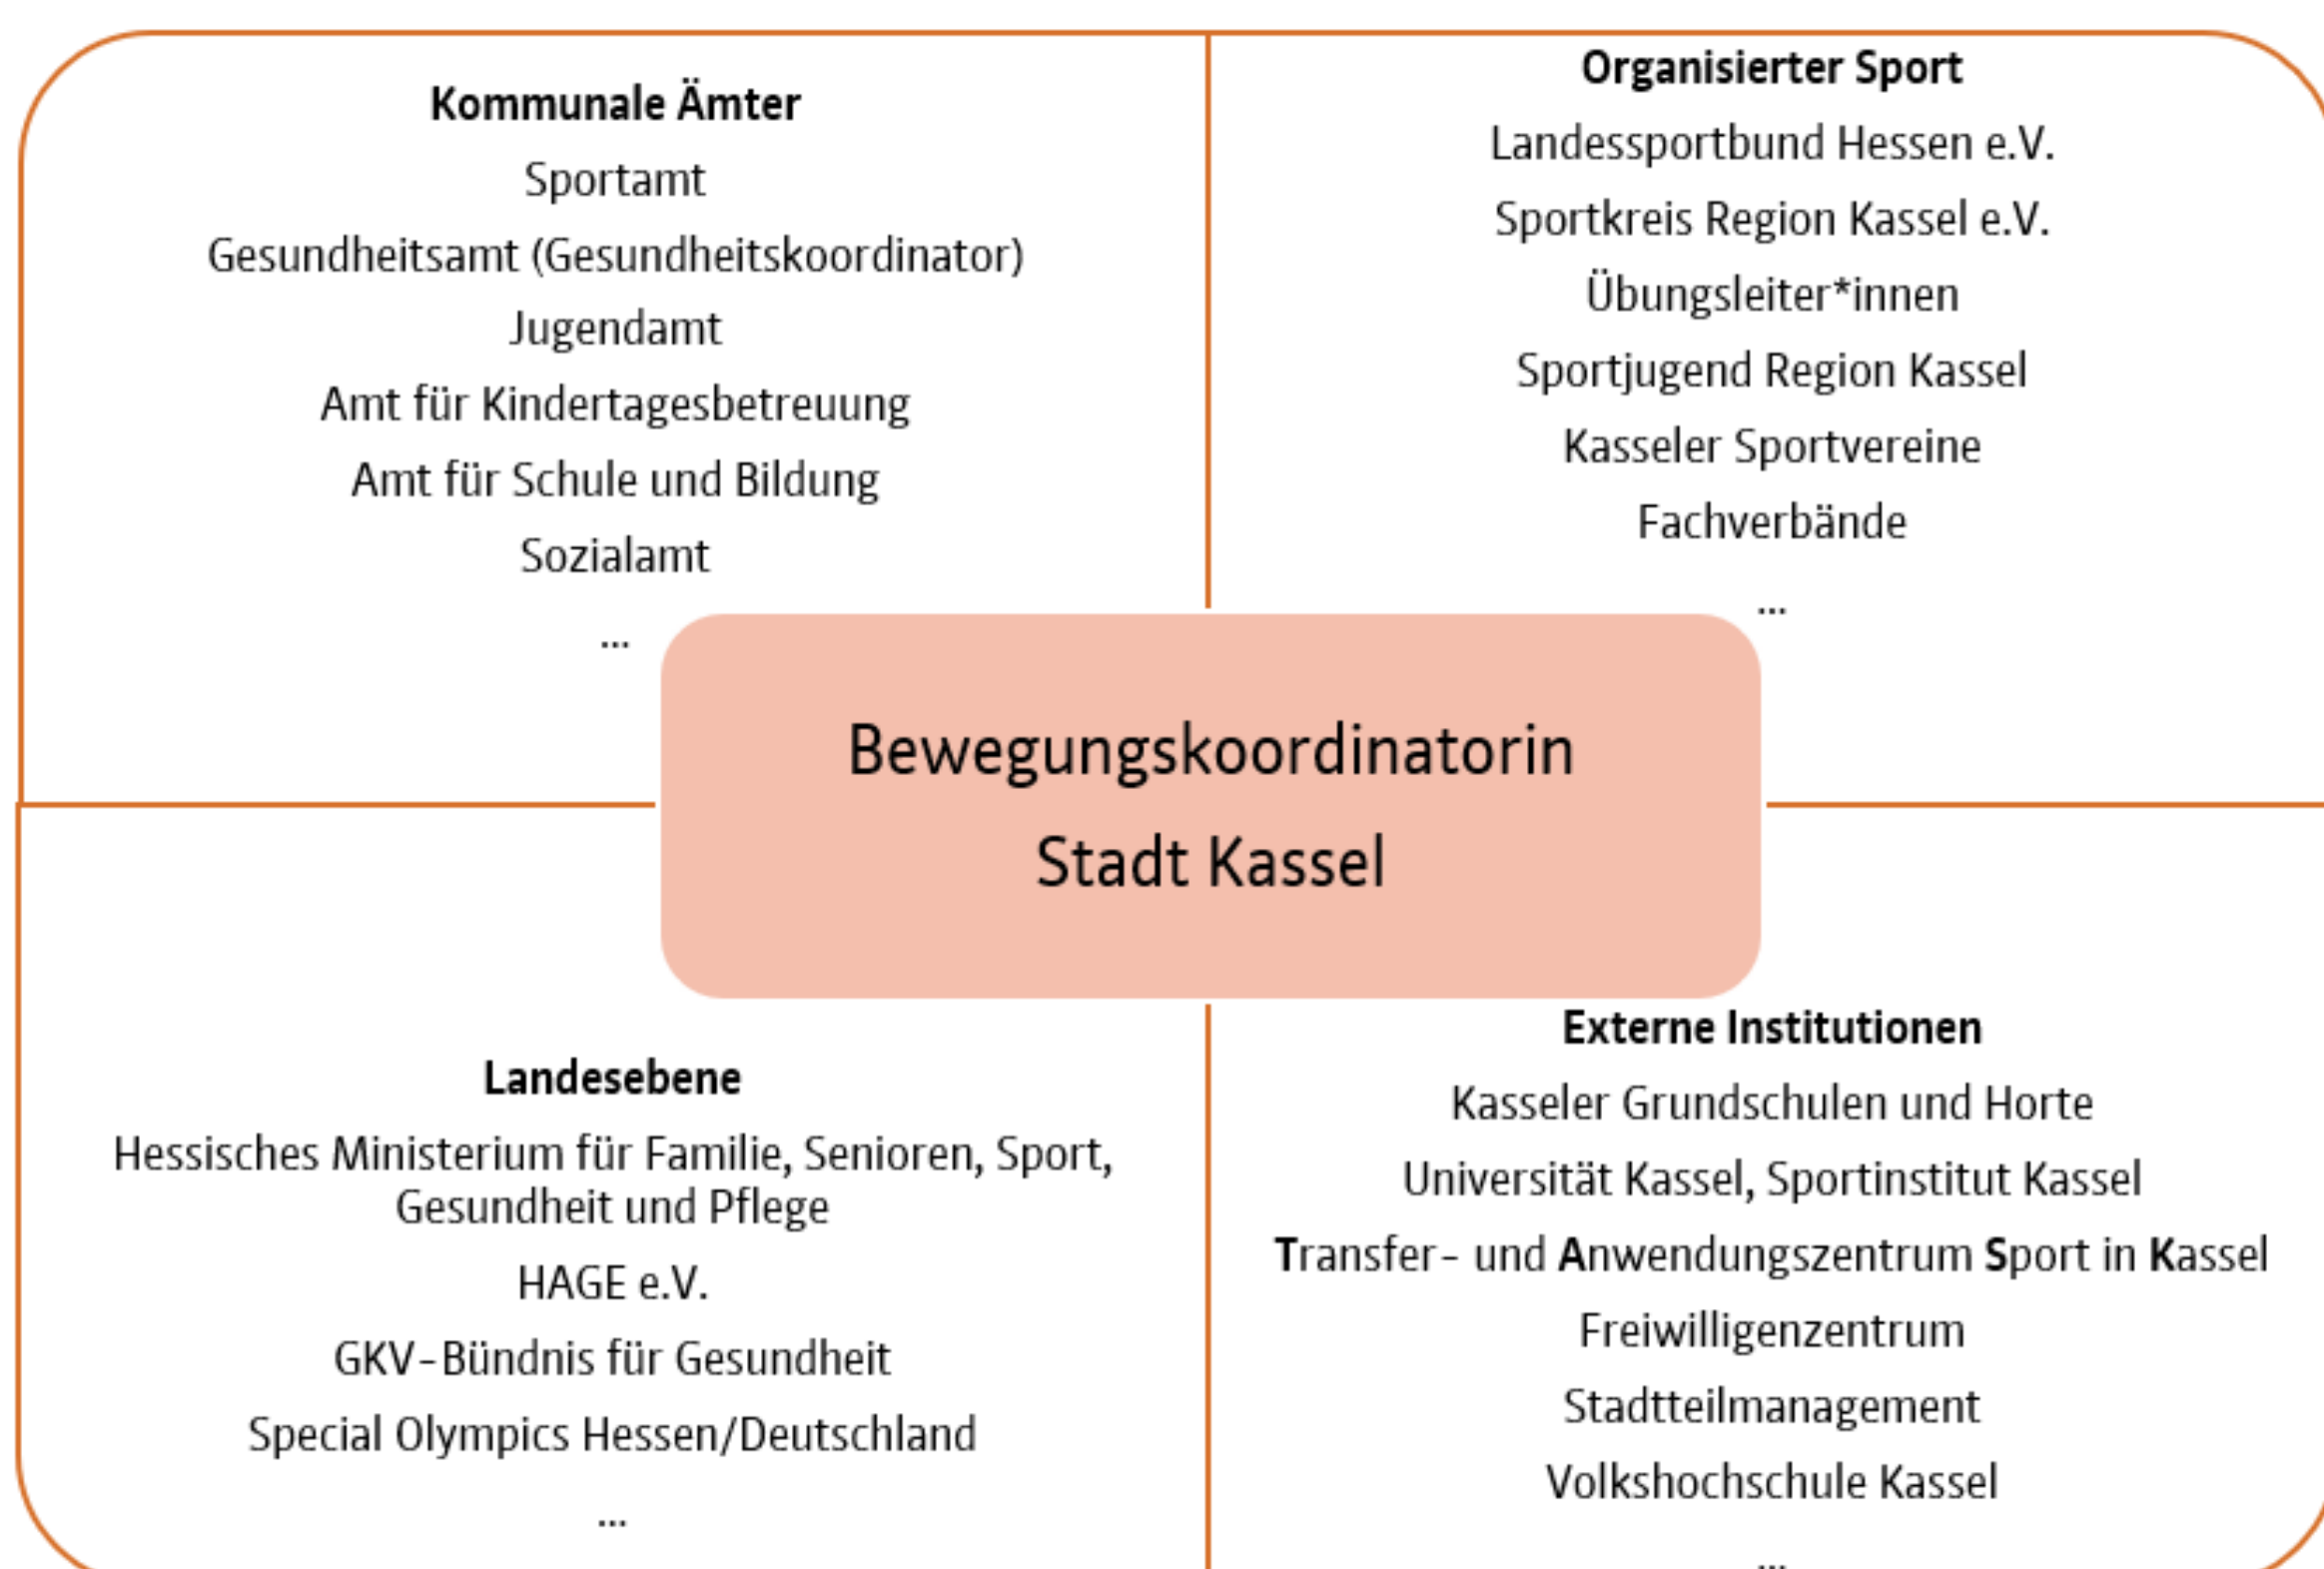 Kommunale Ämter
Sportamt
Gesundheitsamt (Gesundheitskoordinator)
Jugendamt
Amt für Kindertagesbetreuung
Amt für Schule und Bildung
Sozialamt
...
Organisierter Sport
Landessportbund Hessen e.V.
Sportkreis Region Kassel e.V.
Übungsleiter*innen
Sportjugend Region Kassel
Kasseler Sportvereine
Fachverbände
...
Bewegungskoordinatorin
Stadt Kassel
Landesebene
Hessisches Ministerium für Familie, Senioren, Sport,
Gesundheit und Pflege
HAGE e.V.
GKV-Bündnis für Gesundheit
Special Olympics Hessen/Deutschland
...
Externe Institutionen
Kasseler Grundschulen und Horte
Universität Kassel, Sportinstitut Kassel
Transfer- und Anwendungszentrum Sport in Kassel
Freiwilligenzentrum
Stadtteilmanagement
Volkshochschule Kassel
...